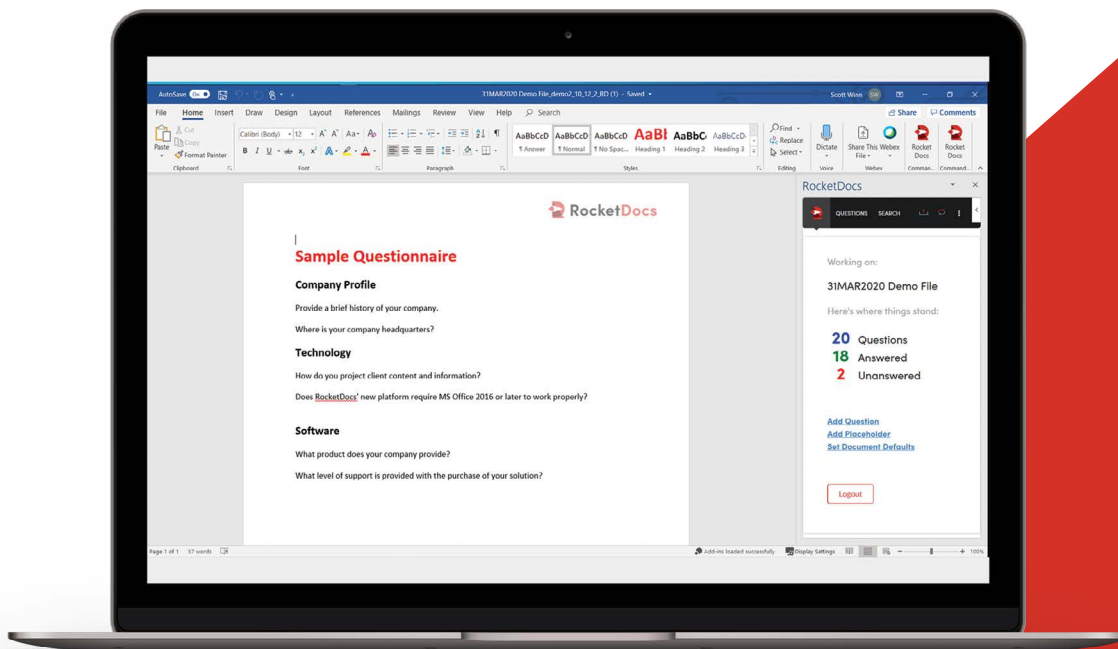 AutoSave On
31MAR2020 Demo File_demo2_10_12_2_RD (1) - Saved
Scott Winn SW
File Home Insert Draw Design Layout References Mailings Review View Help Search
Share Comments
Paste
Cut
Copy
Format Painter
Calibri (Body) 12
AaBbCcD AaBbCcD AaBbCcD AaBb AaBbCc AaBbCcD
¶ Answer ¶ Normal ¶ No Spac... Heading 1 Heading 2 Heading 3
Find
Replace
Select
Dictate
Share This File
Webex
Rocket Docs
Rocket Docs
Clipboard Font Paragraph Styles Editing Voice Webex Comman... Command...
RocketDocs
Sample Questionnaire
Company Profile
Provide a brief history of your company.
Where is your company headquarters?
Technology
How do you project client content and information?
Does RocketDocs' new platform require MS Office 2016 or later to work properly?
Software
What product does your company provide?
What level of support is provided with the purchase of your solution?
RocketDocs
QUESTIONS SEARCH
Working on:
31MAR2020 Demo File
Here's where things stand:
20 Questions
18 Answered
2 Unanswered
Add Question
Add Placeholder
Set Document Defaults
Logout
Page 1 of 1 57 words
Add-ins loaded successfully Display Settings 100%